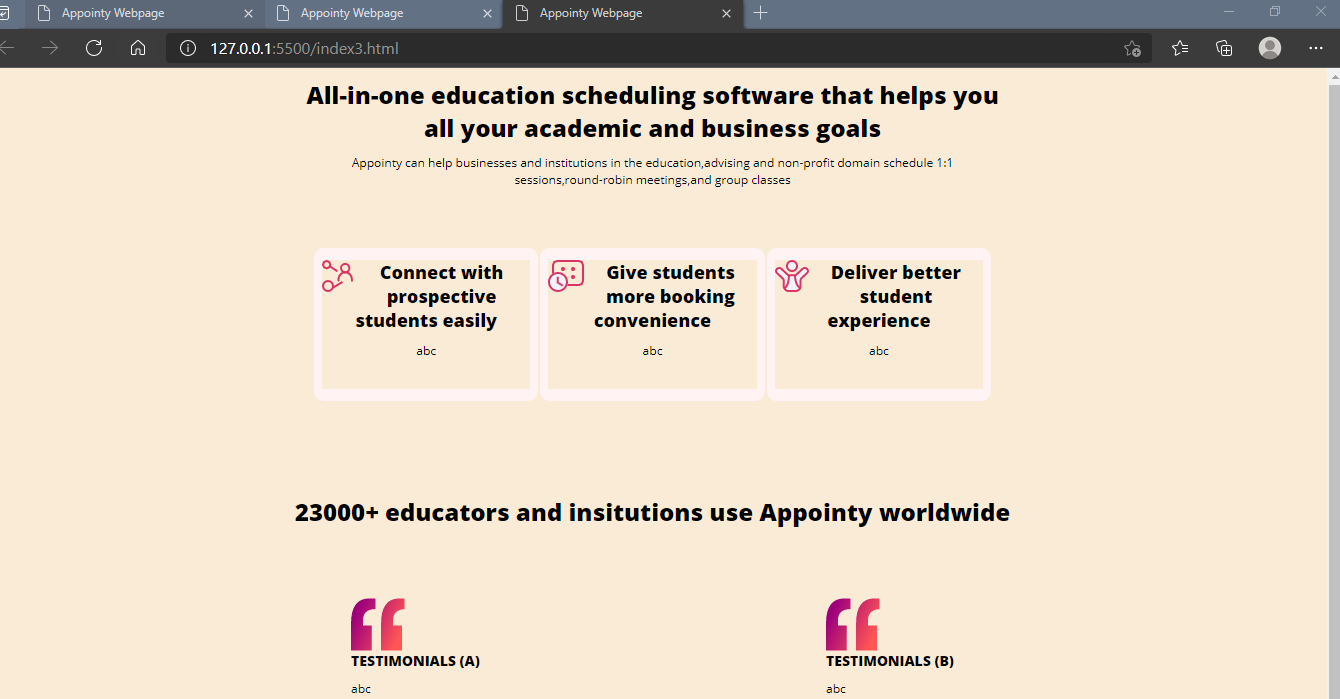 Appointy Webpage
Appointy Webpage
Appointy Webpage
127.0.0.1:5500/index3.html
All-in-one education scheduling software that helps you
all your academic and business goals
Appointy can help businesses and institutions in the education,advising and non-profit domain schedule 1:1
sessions,round-robin meetings,and group classes
Connect with
prospective
students easily
abc
Give students
more booking
convenience
abc
Deliver better
student
experience
abc
23000+ educators and insitutions use Appointy worldwide
TESTIMONIALS (A)
abc
TESTIMONIALS (B)
abc